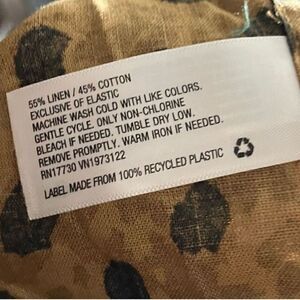 55% LINEN / 45% COTTON
EXCLUSIVE OF ELASTIC
MACHINE WASH COLD WITH LIKE COLORS.
GENTLE CYCLE. ONLY NON-CHLORINE
BLEACH IF NEEDED. TUMBLE DRY LOW.
REMOVE PROMPTLY. WARM IRON IF NEEDED.
RN17730 VN1973122
LABEL MADE FROM 100% RECYCLED PLASTIC